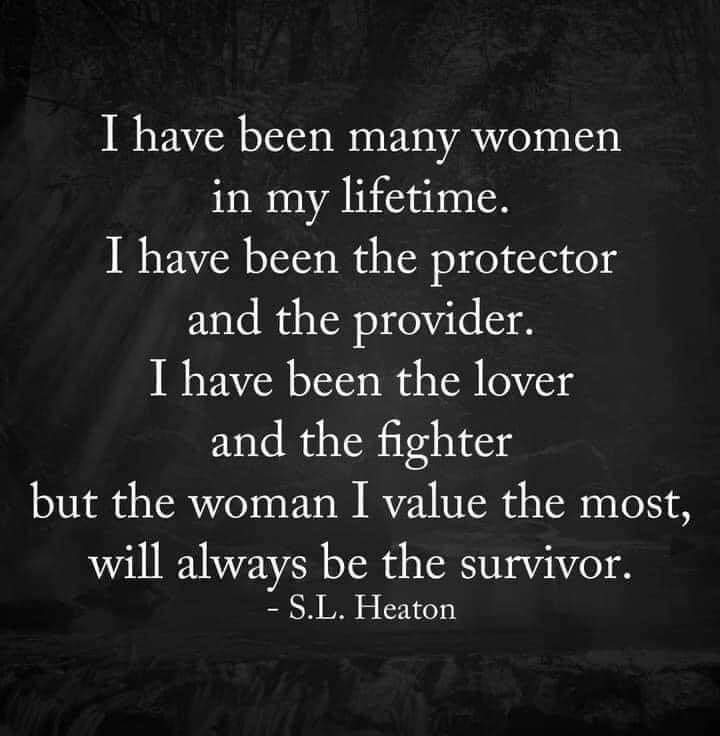 I have been many women
in my lifetime.
I have been the protector
and the provider.
I have been the lover
and the fighter
but the woman I value the most,
will always be the survivor.
- S.L. Heaton